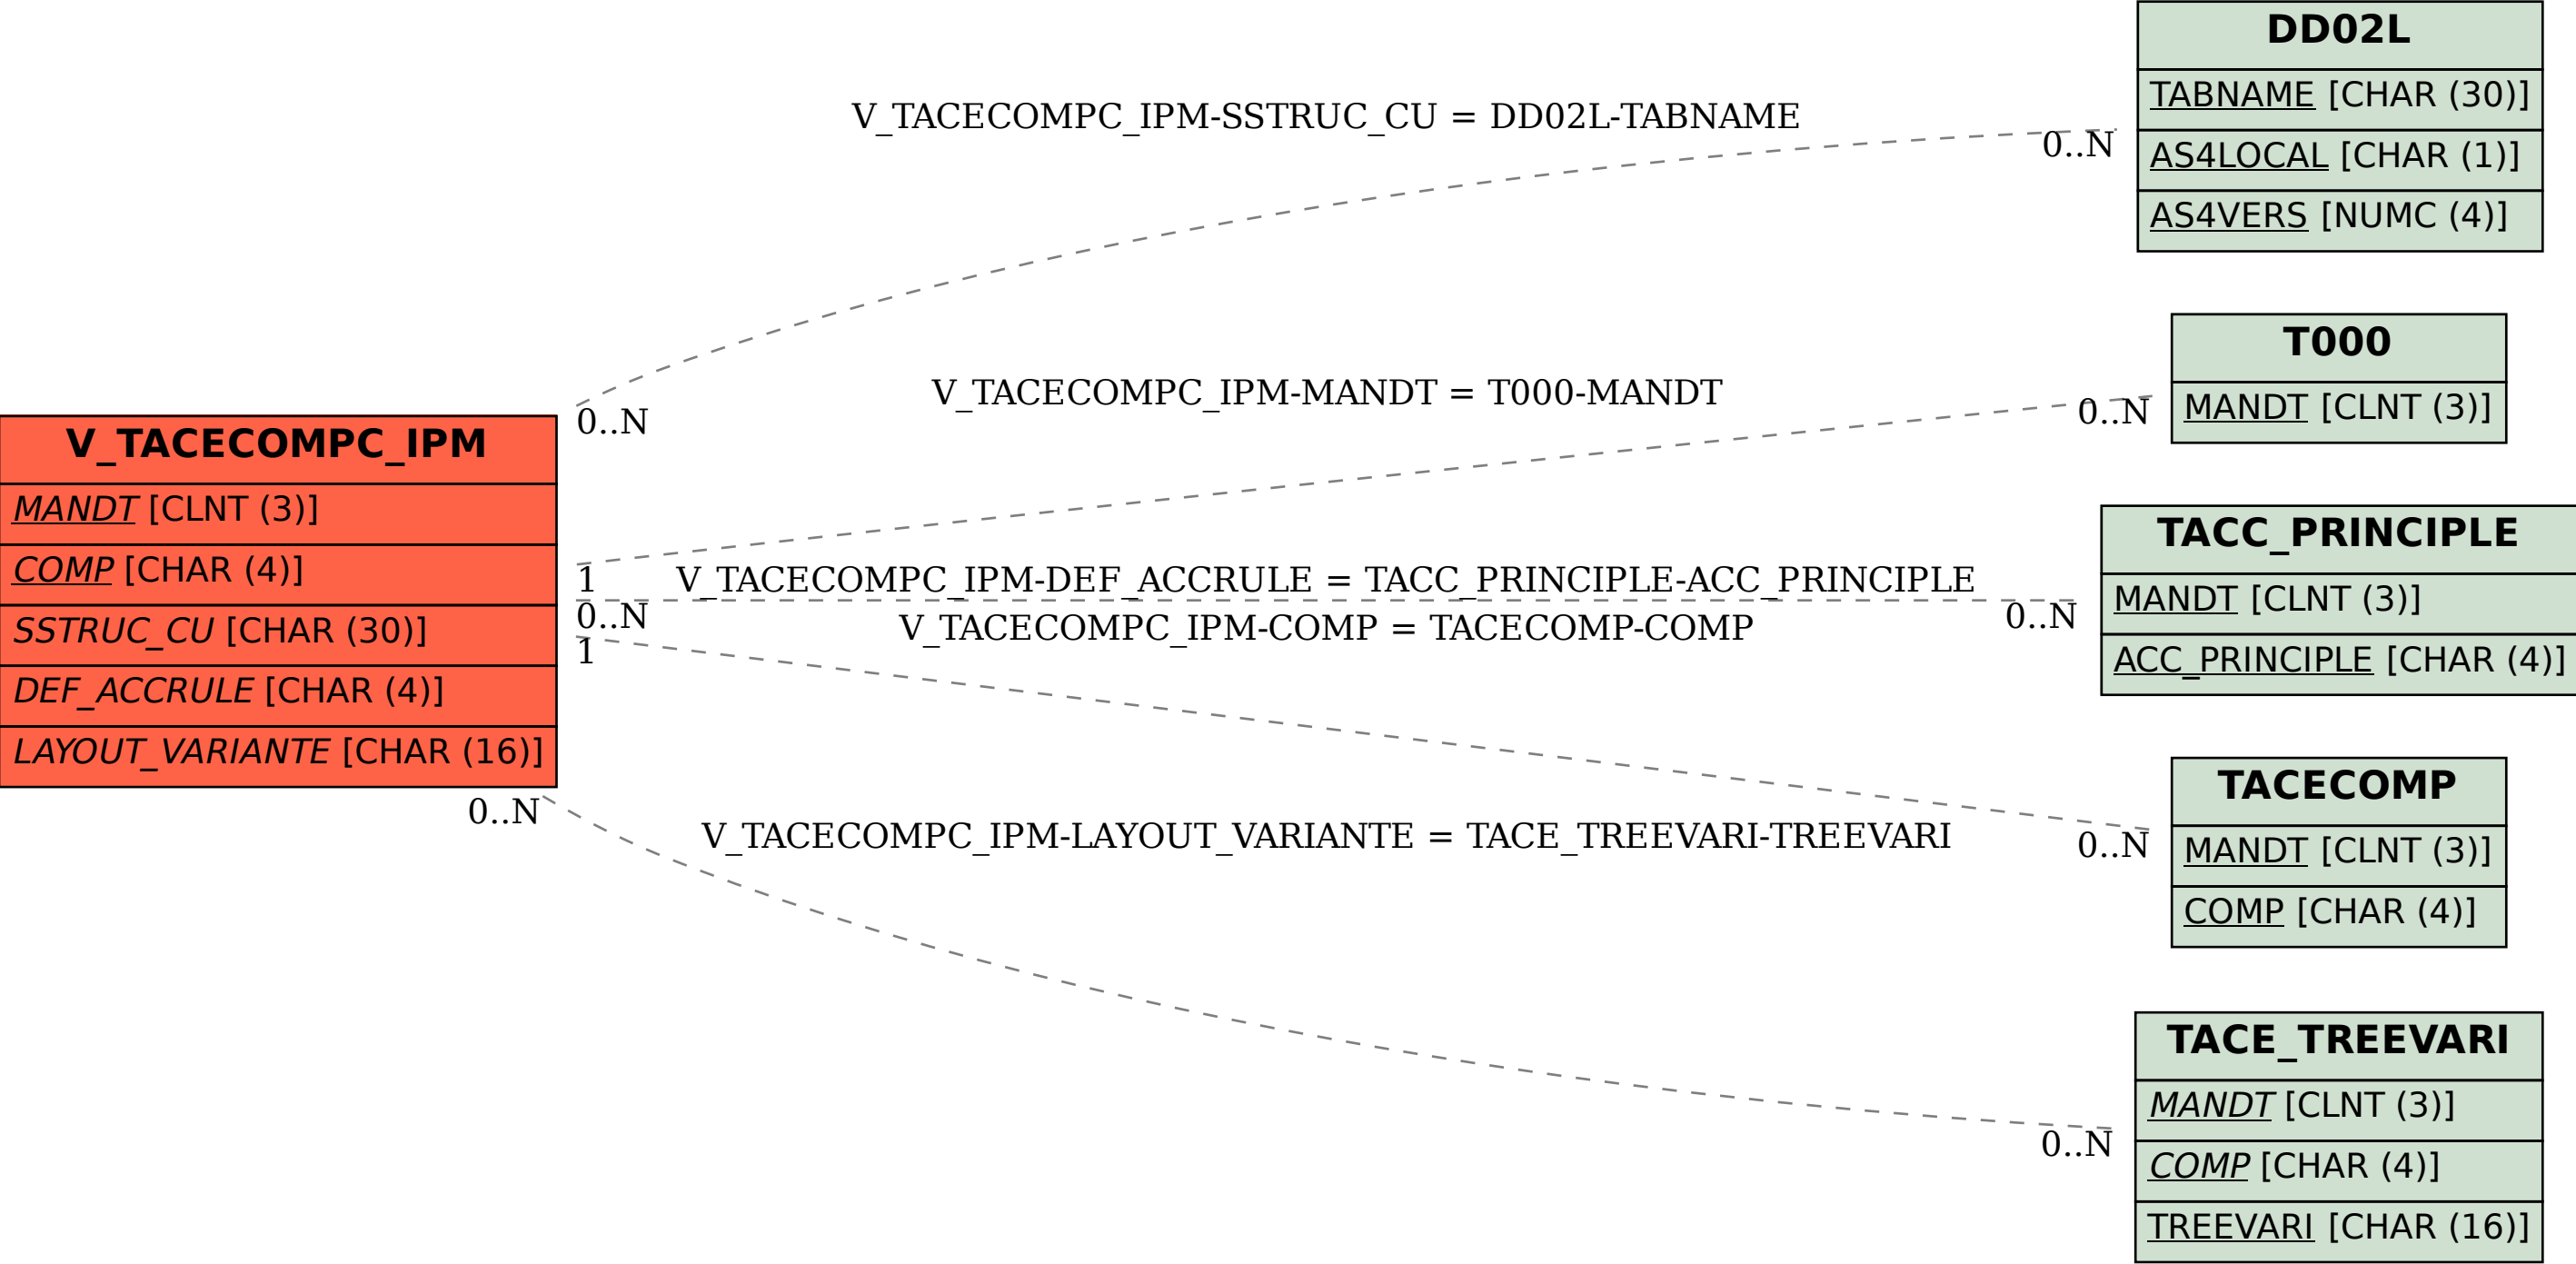 DD02L
TABNAME [CHAR (30)]
AS4LOCAL [CHAR (1)]
AS4VERS [NUMC (4)]
V_TACECOMPC_IPM-SSTRUC_CU = DD02L-TABNAME
0..N
0..N
T000
MANDT [CLNT (3)]
V_TACECOMPC_IPM-MANDT = T000-MANDT
0..N
1
V_TACECOMPC_IPM
MANDT [CLNT (3)]
COMP [CHAR (4)]
SSTRUC_CU [CHAR (30)]
DEF_ACCRULE [CHAR (4)]
LAYOUT_VARIANTE [CHAR (16)]
TACC_PRINCIPLE
MANDT [CLNT (3)]
ACC_PRINCIPLE [CHAR (4)]
V_TACECOMPC_IPM-DEF_ACCRULE = TACC_PRINCIPLE-ACC_PRINCIPLE
0..N
0..N
V_TACECOMPC_IPM-COMP = TACECOMP-COMP
1
0..N
TACECOMP
MANDT [CLNT (3)]
COMP [CHAR (4)]
V_TACECOMPC_IPM-LAYOUT_VARIANTE = TACE_TREEVARI-TREEVARI
0..N
0..N
TACE_TREEVARI
MANDT [CLNT (3)]
COMP [CHAR (4)]
TREEVARI [CHAR (16)]